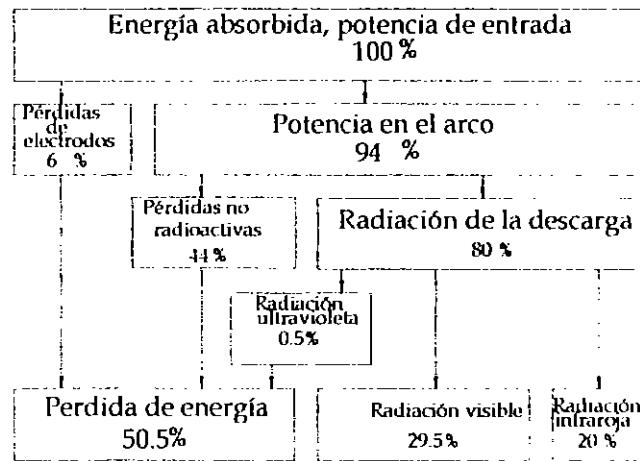 Energía absorbida, potencia de entrada
100 %
Pérdidas
de
electrodos
6 %
Potencia en el arco
94 %
Pérdidas no
radioactivas
44 %
Radiación de la descarga
80 %
Radiación
ultravioleta
0.5%
Perdida de energía
50.5%
Radiación visible
29.5%
Radiación
infraroja
20 %